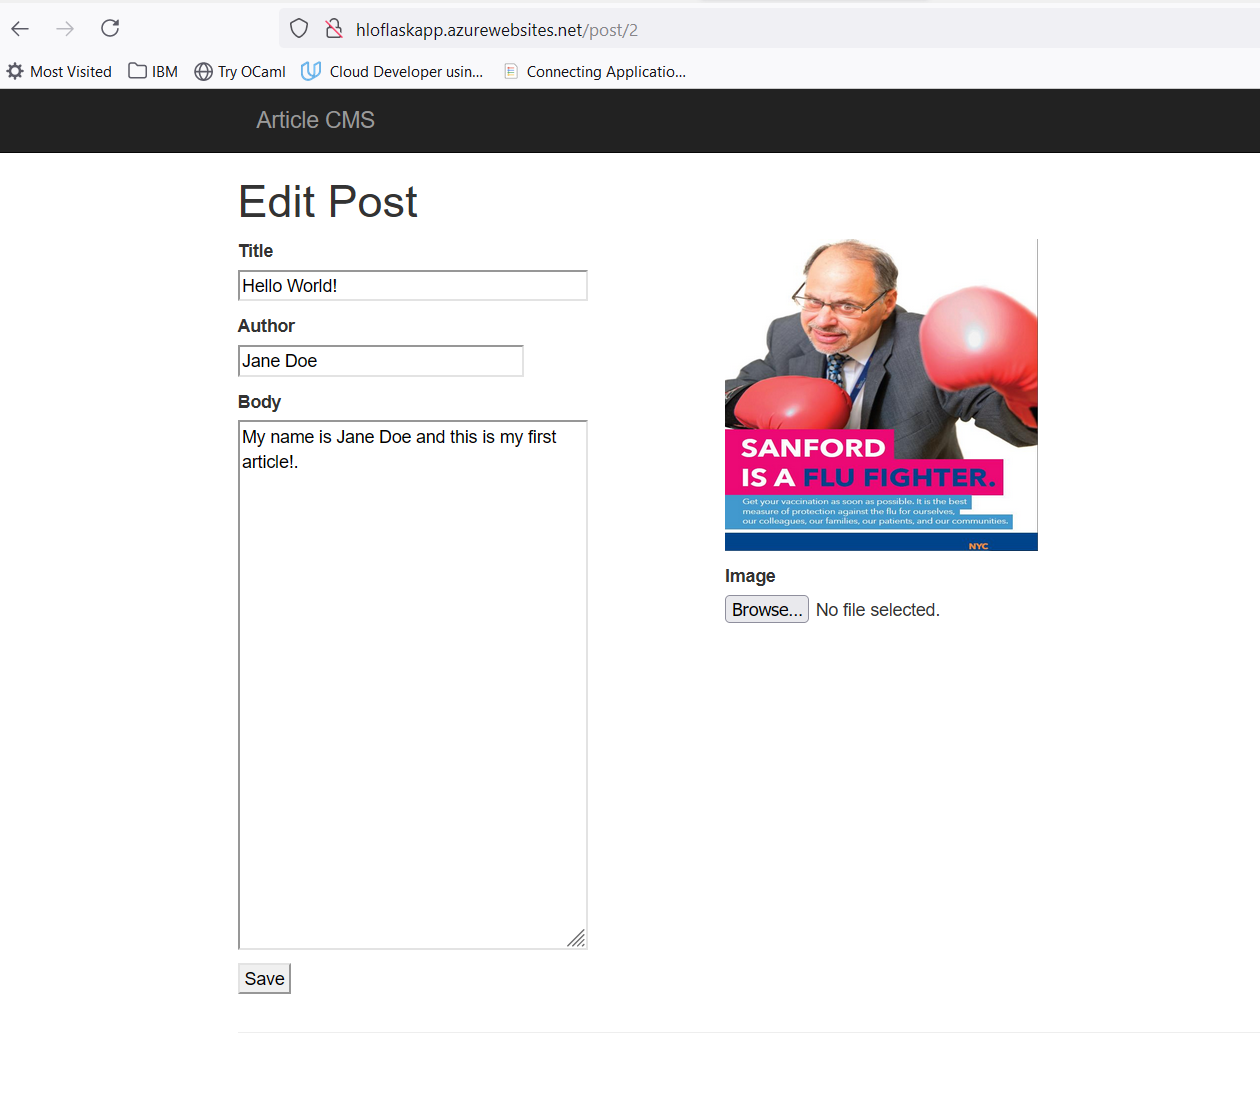 hloflaskapp.azurewebsites.net/post/2
Most Visited IBM Try OCaml Cloud Developer usin... Connecting Applicatio...
Article CMS
Edit Post
Title
Hello World!
Author
Jane Doe
Body
My name is Jane Doe and this is my first
article!.
Save
SANFORD
IS A FLU FIGHTER.
Get your vaccination as soon as possible. It is the best
measure of protection against the flu for ourselves,
our colleagues, our families, our patients, and our communities.
NYC
Image
Browse... No file selected.